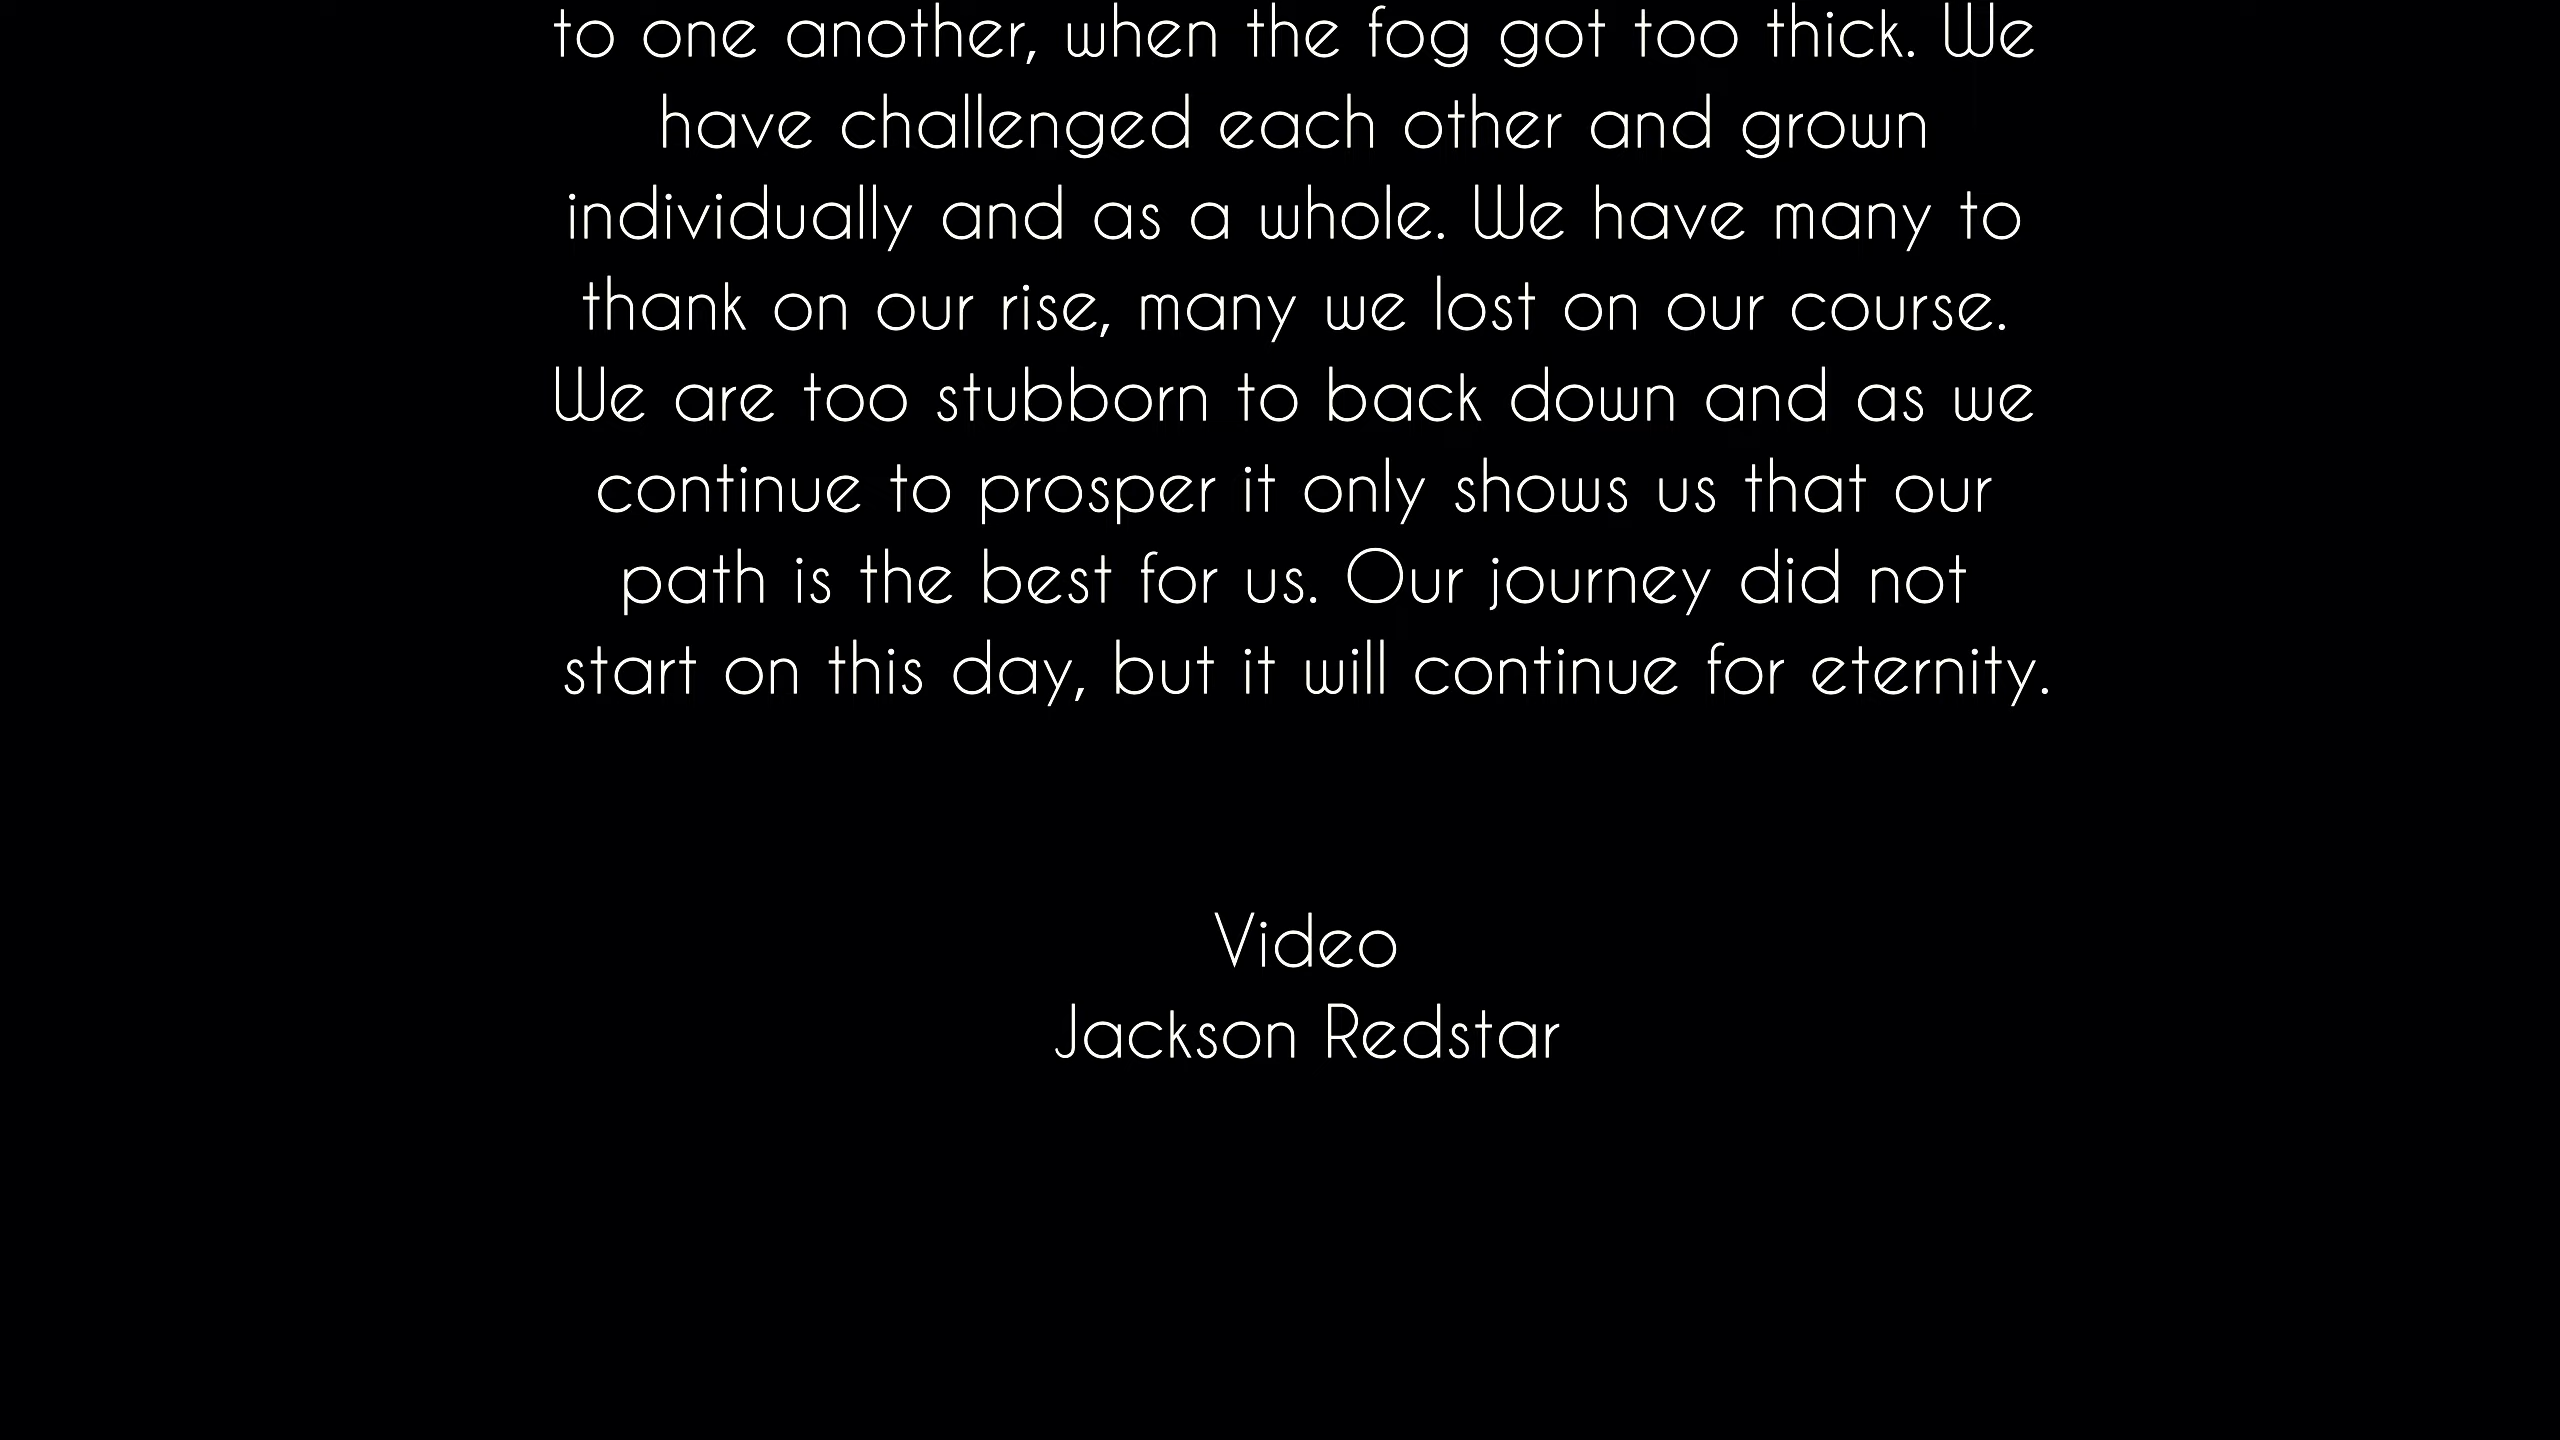 to one another, when the fog got too thick. We
have challenged each other and grown
individually and as a whole. We have many to
thank on our rise, many we lost on our course.
We are too stubborn to back down and as we
continue to prosper it only shows us that our
path is the best for us. Our journey did not
start on this day, but it will continue for eternity.
Video
Jackson Redstar